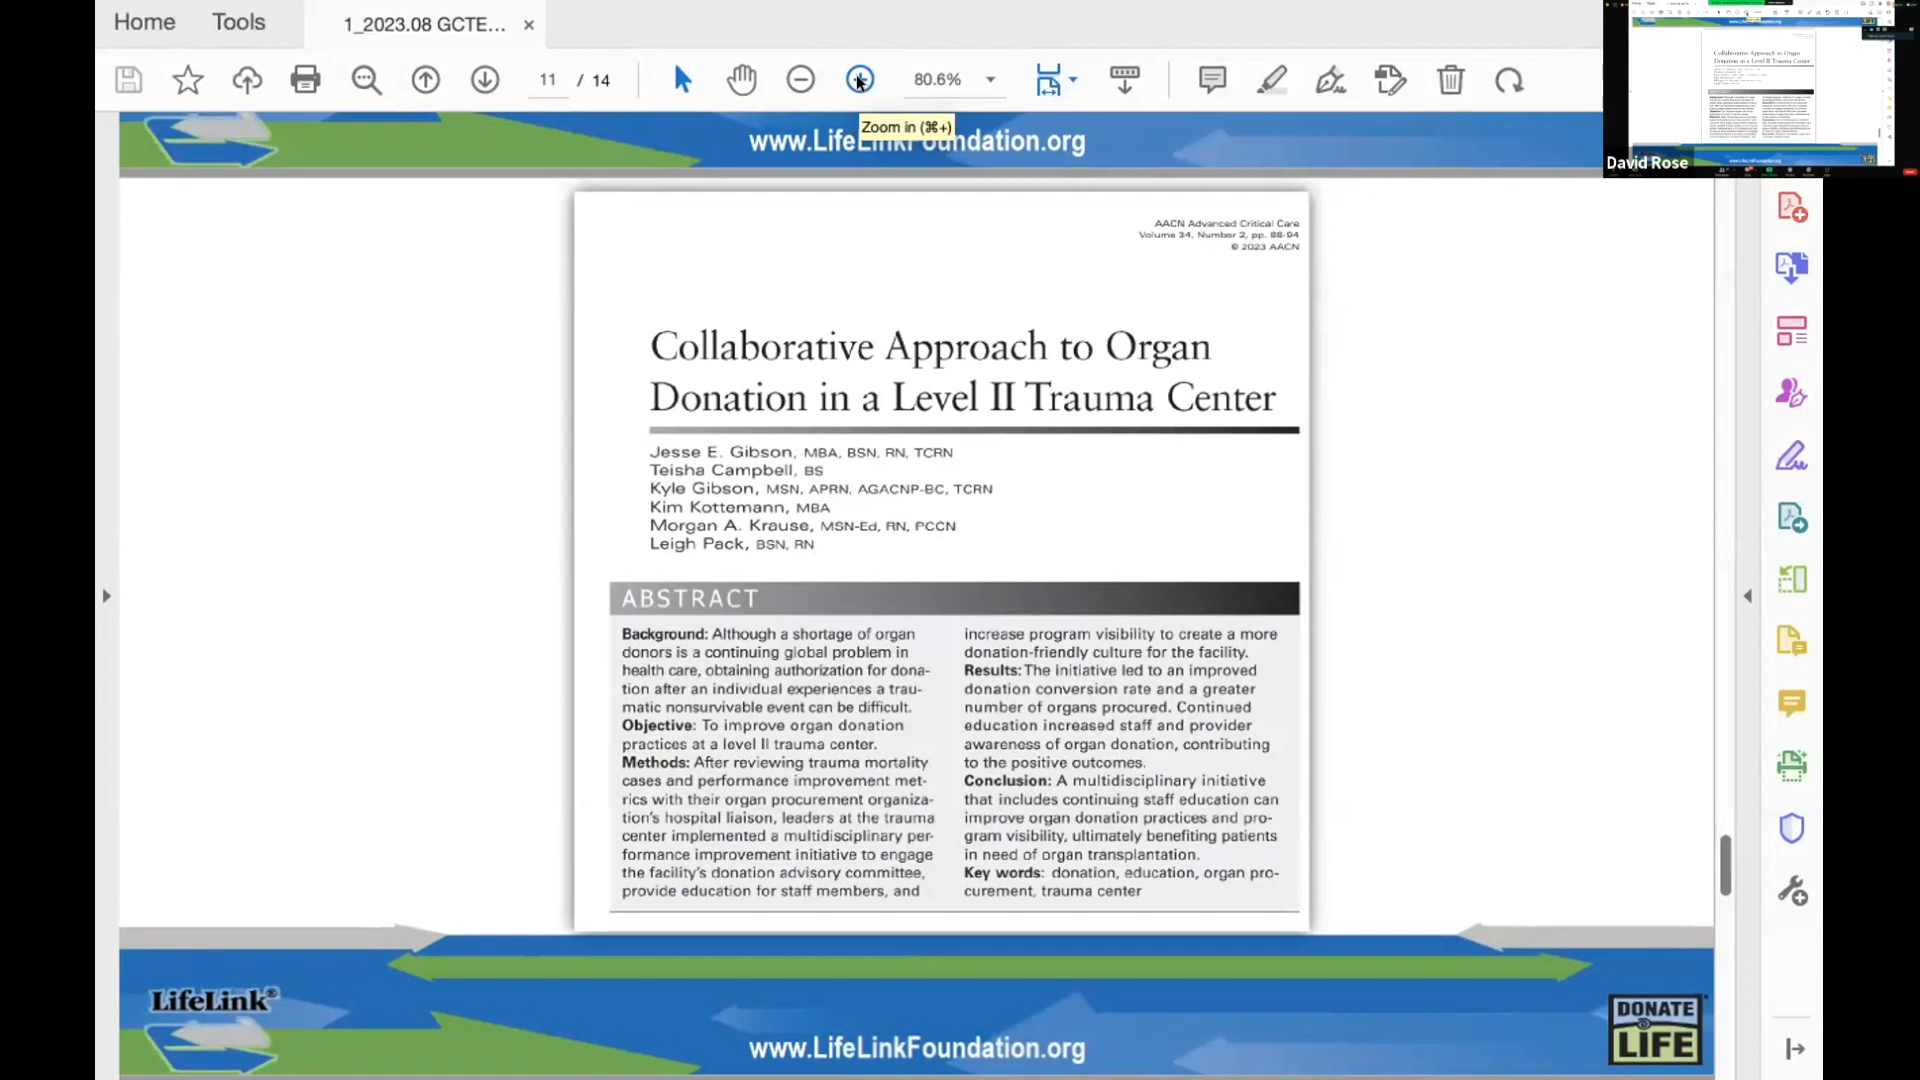 Home
Tools
1_2023.08 GCTE...
11 / 14
80.6%
Zoom in (⌘+)
David Rose
www.LifeLinkFoundation.org
AACN Advanced Critical Care
Volume 34, Number 2, pp. 88-94
© 2023 AACN
Collaborative Approach to Organ
Donation in a Level II Trauma Center
Jesse E. Gibson, MBA, BSN, RN, TCRN
Teisha Campbell, BS
Kyle Gibson, MSN, APRN, AGACNP-BC, TCRN
Kim Kottemann, MBA
Morgan A. Krause, MSN-Ed, RN, PCCN
Leigh Pack, BSN, RN
ABSTRACT
Background: Although a shortage of organ
donors is a continuing global problem in
health care, obtaining authorization for dona-
tion after an individual experiences a trau-
matic nonsurvivable event can be difficult.
Objective: To improve organ donation
practices at a level II trauma center.
Methods: After reviewing trauma mortality
cases and performance improvement met-
rics with their organ procurement organiza-
tion's hospital liaison, leaders at the trauma
center implemented a multidisciplinary per-
formance improvement initiative to engage
the facility's donation advisory committee,
provide education for staff members, and
increase program visibility to create a more
donation-friendly culture for the facility.
Results: The initiative led to an improved
donation conversion rate and a greater
number of organs procured. Continued
education increased staff and provider
awareness of organ donation, contributing
to the positive outcomes.
Conclusion: A multidisciplinary initiative
that includes continuing staff education can
improve organ donation practices and pro-
gram visibility, ultimately benefiting patients
in need of organ transplantation.
Key words: donation, education, organ pro-
curement, trauma center
LifeLink®
www.LifeLinkFoundation.org
DONATE
LiFE